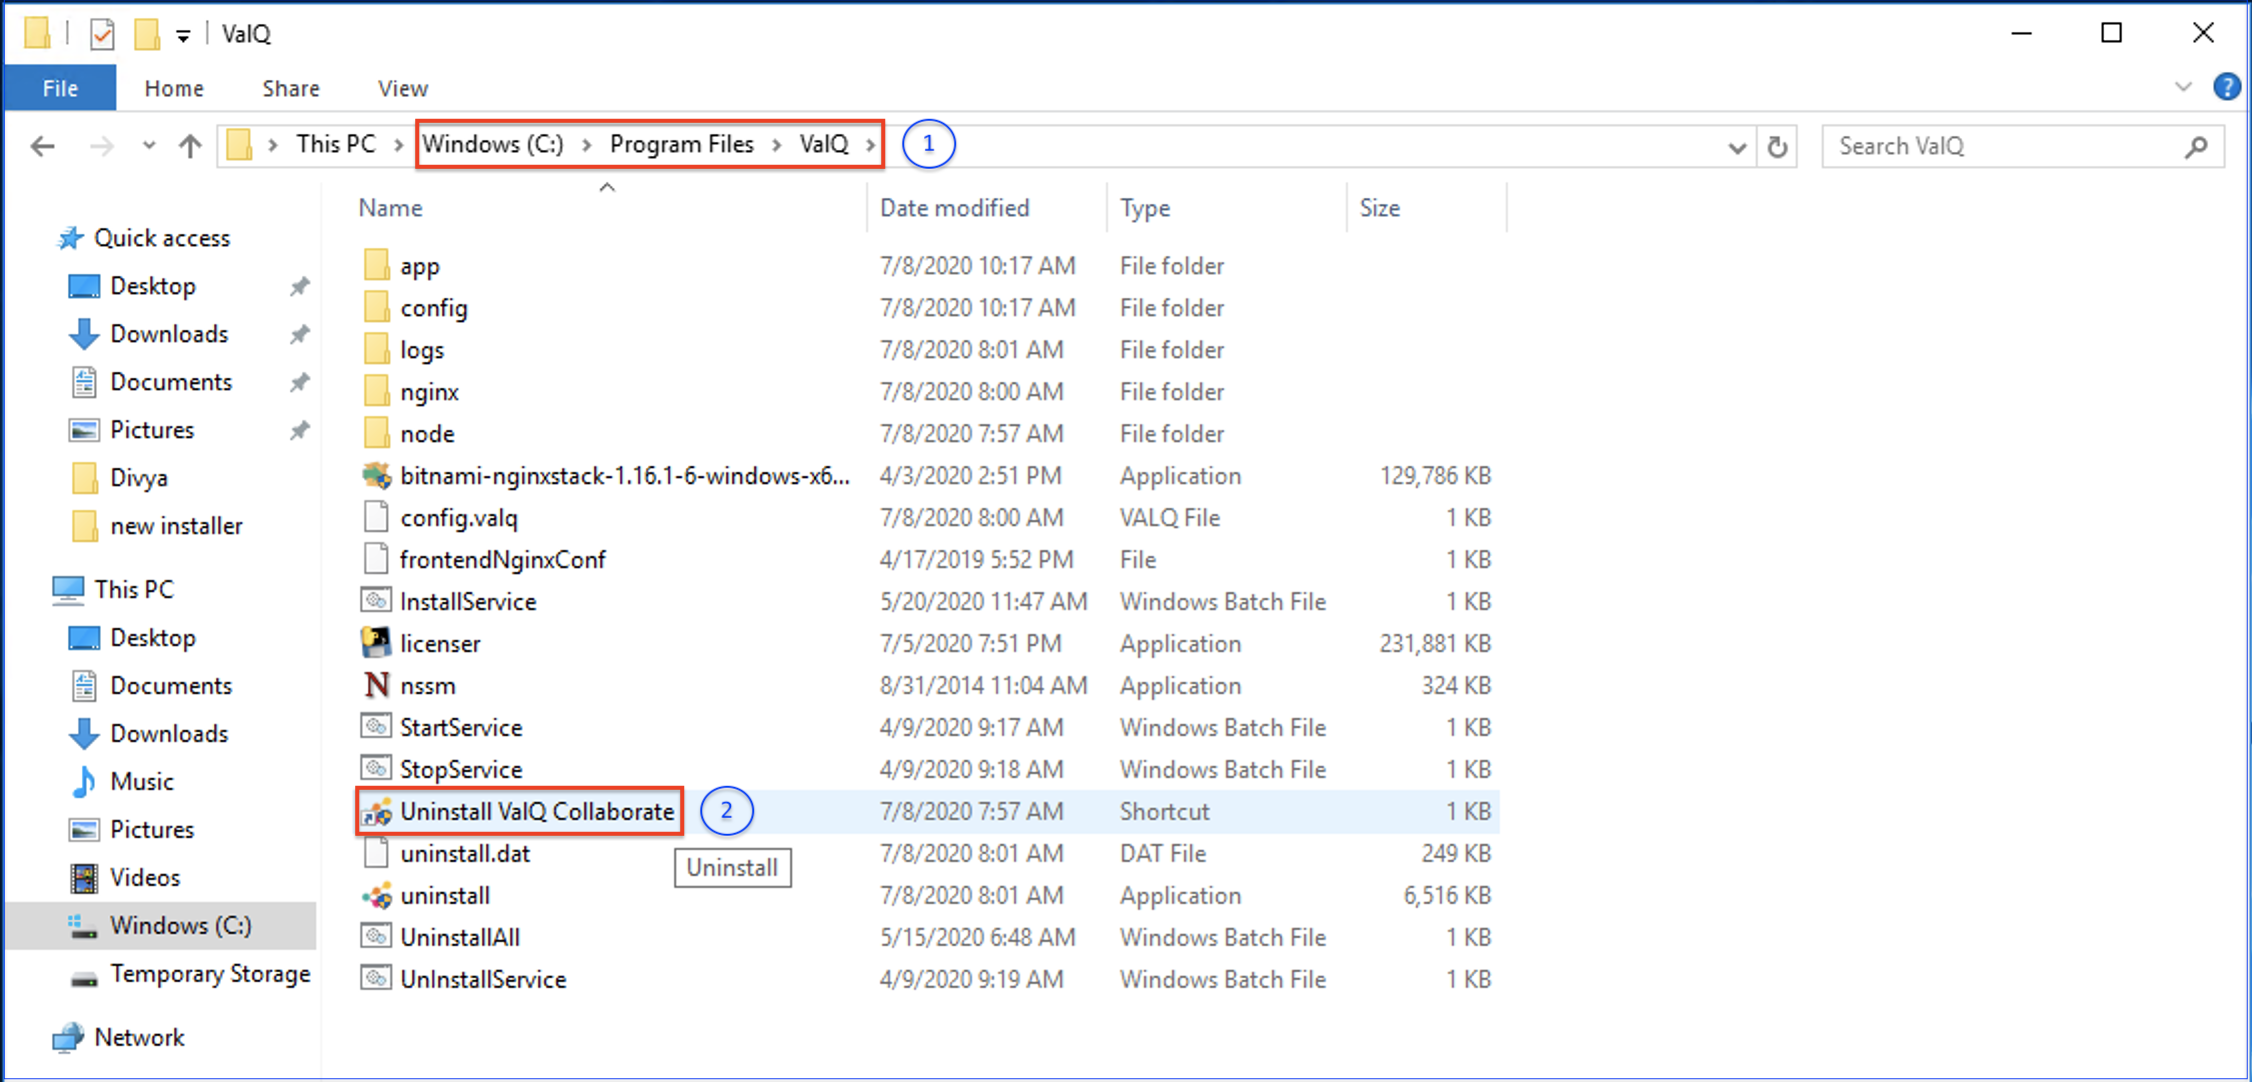 ValQ
File Home Share View ?
This PC Windows (C:) Program Files ValQ 1 Search ValQ
Name Date modified Type Size
Quick access
Desktop
Downloads
Documents
Pictures
Divya
new installer
This PC
Desktop
Documents
Downloads
Music
Pictures
Videos
Windows (C:)
Temporary Storage
Network
app 7/8/2020 10:17 AM File folder
config 7/8/2020 10:17 AM File folder
logs 7/8/2020 8:01 AM File folder
nginx 7/8/2020 8:00 AM File folder
node 7/8/2020 7:57 AM File folder
bitnami-nginxstack-1.16.1-6-windows-x6... 4/3/2020 2:51 PM Application 129,786 KB
config.valq 7/8/2020 8:00 AM VALQ File 1 KB
frontendNginxConf 4/17/2019 5:52 PM File 1 KB
InstallService 5/20/2020 11:47 AM Windows Batch File 1 KB
licenser 7/5/2020 7:51 PM Application 231,881 KB
N nssm 8/31/2014 11:04 AM Application 324 KB
StartService 4/9/2020 9:17 AM Windows Batch File 1 KB
StopService 4/9/2020 9:18 AM Windows Batch File 1 KB
Uninstall ValQ Collaborate 2 7/8/2020 7:57 AM Shortcut 1 KB
uninstall.dat 7/8/2020 8:01 AM DAT File 249 KB
Uninstall
uninstall 7/8/2020 8:01 AM Application 6,516 KB
UninstallAll 5/15/2020 6:48 AM Windows Batch File 1 KB
UnInstallService 4/9/2020 9:19 AM Windows Batch File 1 KB